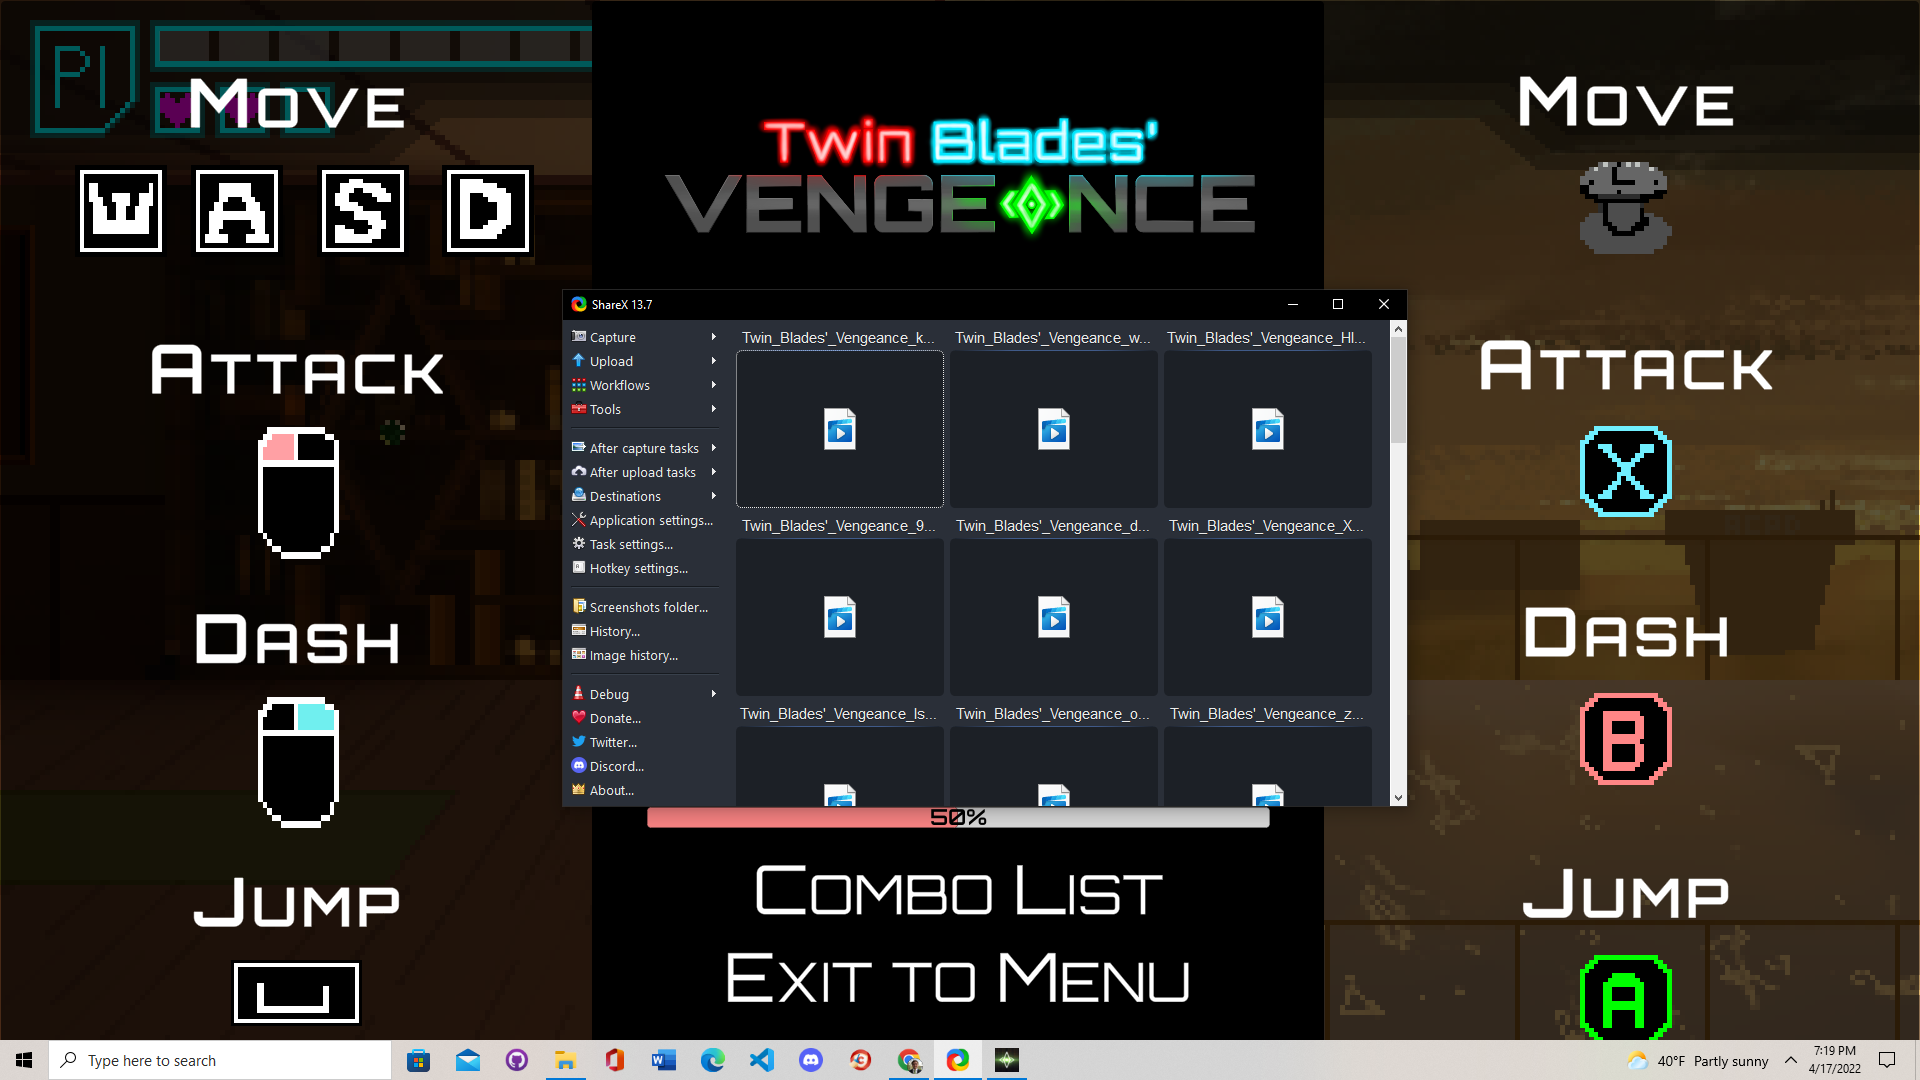 P1
MOVE
W A S D
ATTACK
DASH
JUMP
Twin Blades'
VENGEANCE
ShareX 13.7
Capture
Upload
Workflows
Tools
After capture tasks
After upload tasks
Destinations
Application settings...
Task settings...
Hotkey settings...
Screenshots folder...
History...
Image history...
Debug
Donate...
Twitter...
Discord...
About...
Twin_Blades'_Vengeance_k...
Twin_Blades'_Vengeance_w...
Twin_Blades'_Vengeance_Hl...
Twin_Blades'_Vengeance_9...
Twin_Blades'_Vengeance_d...
Twin_Blades'_Vengeance_X...
Twin_Blades'_Vengeance_Is...
Twin_Blades'_Vengeance_o...
Twin_Blades'_Vengeance_z...
50%
COMBO LIST
EXIT TO MENU
MOVE
L
ATTACK
X
DASH
B
JUMP
A
Type here to search
40°F Partly sunny
7:19 PM
4/17/2022